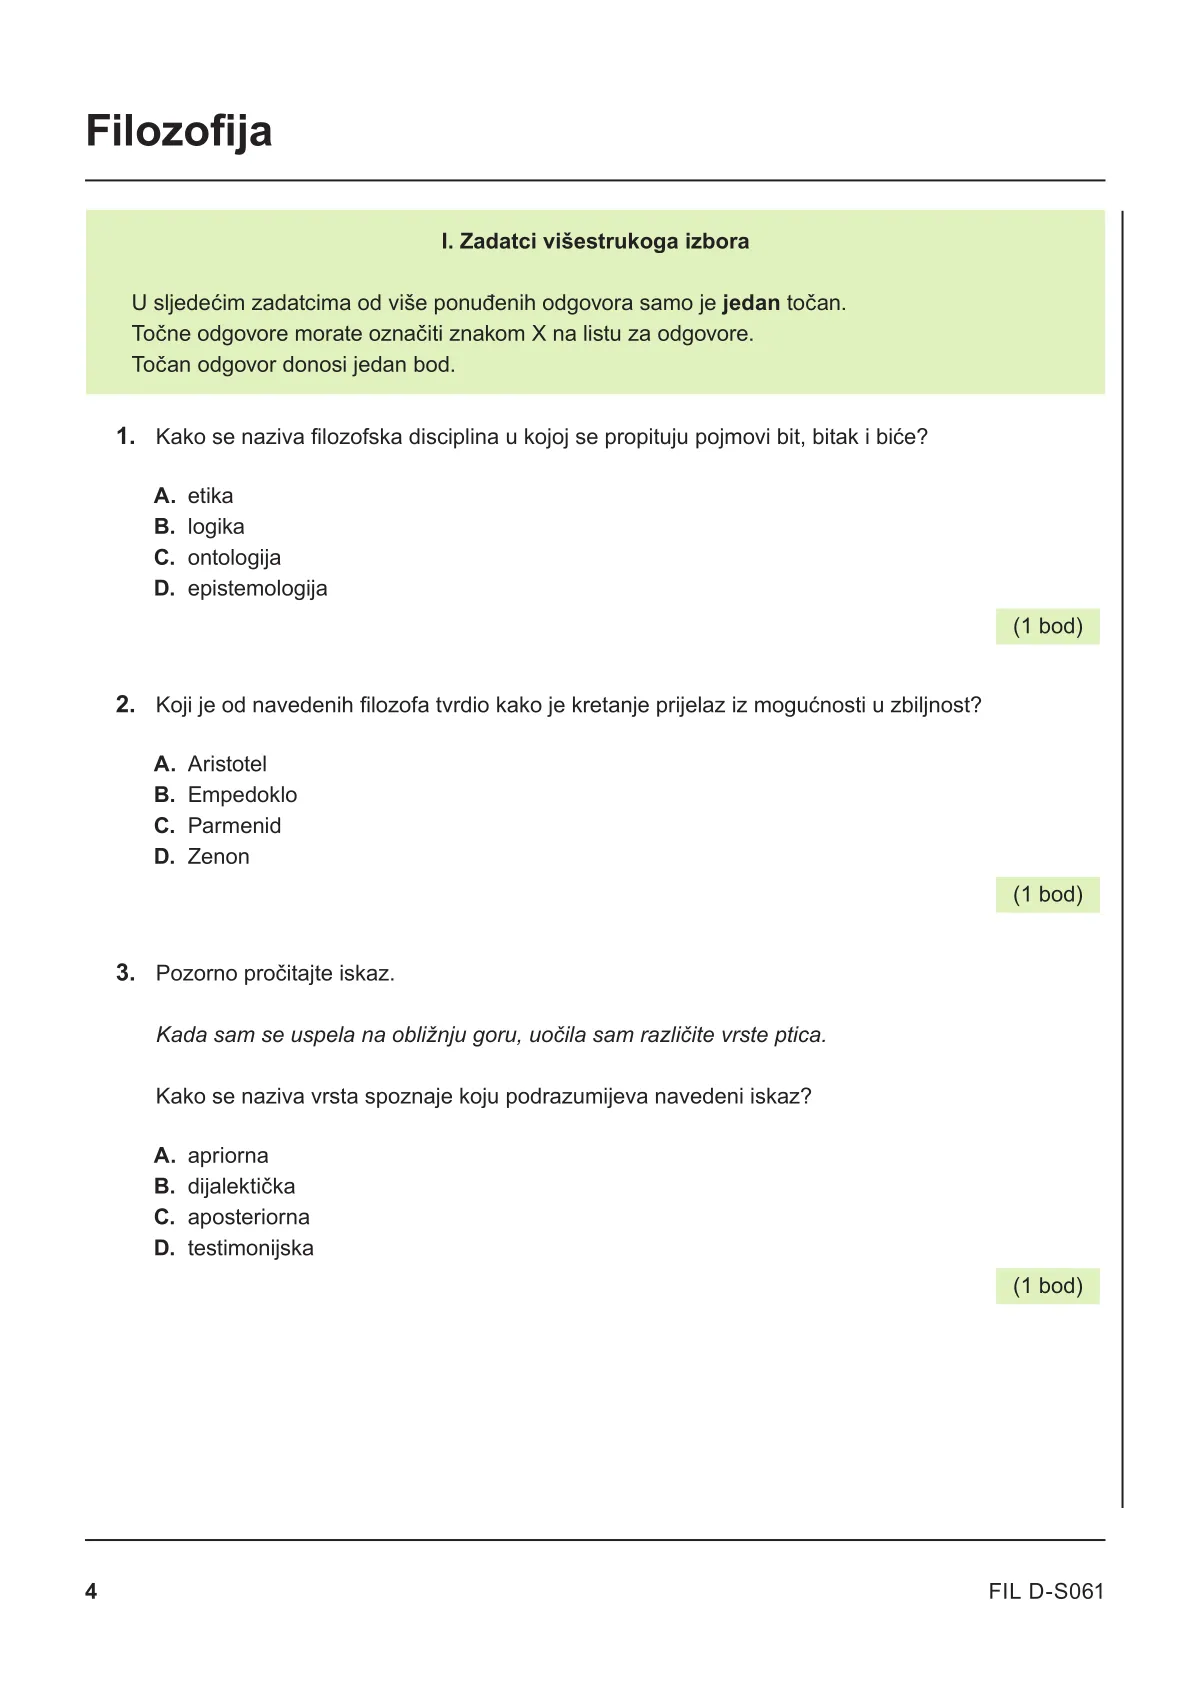 Filozofija
I. Zadatci višestrukoga izbora
U sljedećim zadatcima od više ponuđenih odgovora samo je jedan točan.
Točne odgovore morate označiti znakom X na listu za odgovore.
Točan odgovor donosi jedan bod.
1. Kako se naziva filozofska disciplina u kojoj se propituju pojmovi bit, bitak i biće?
A. etika
B. logika
C. ontologija
D. epistemologija
(1 bod)
2. Koji je od navedenih filozofa tvrdio kako je kretanje prijelaz iz mogućnosti u zbiljnost?
A. Aristotel
B. Empedoklo
C. Parmenid
D. Zenon
(1 bod)
3. Pozorno pročitajte iskaz.
Kada sam se uspela na obližnju goru, uočila sam različite vrste ptica.
Kako se naziva vrsta spoznaje koju podrazumijeva navedeni iskaz?
A. apriorna
B. dijalektička
C. aposteriorna
D. testimonijska
(1 bod)
4 FIL D-S061